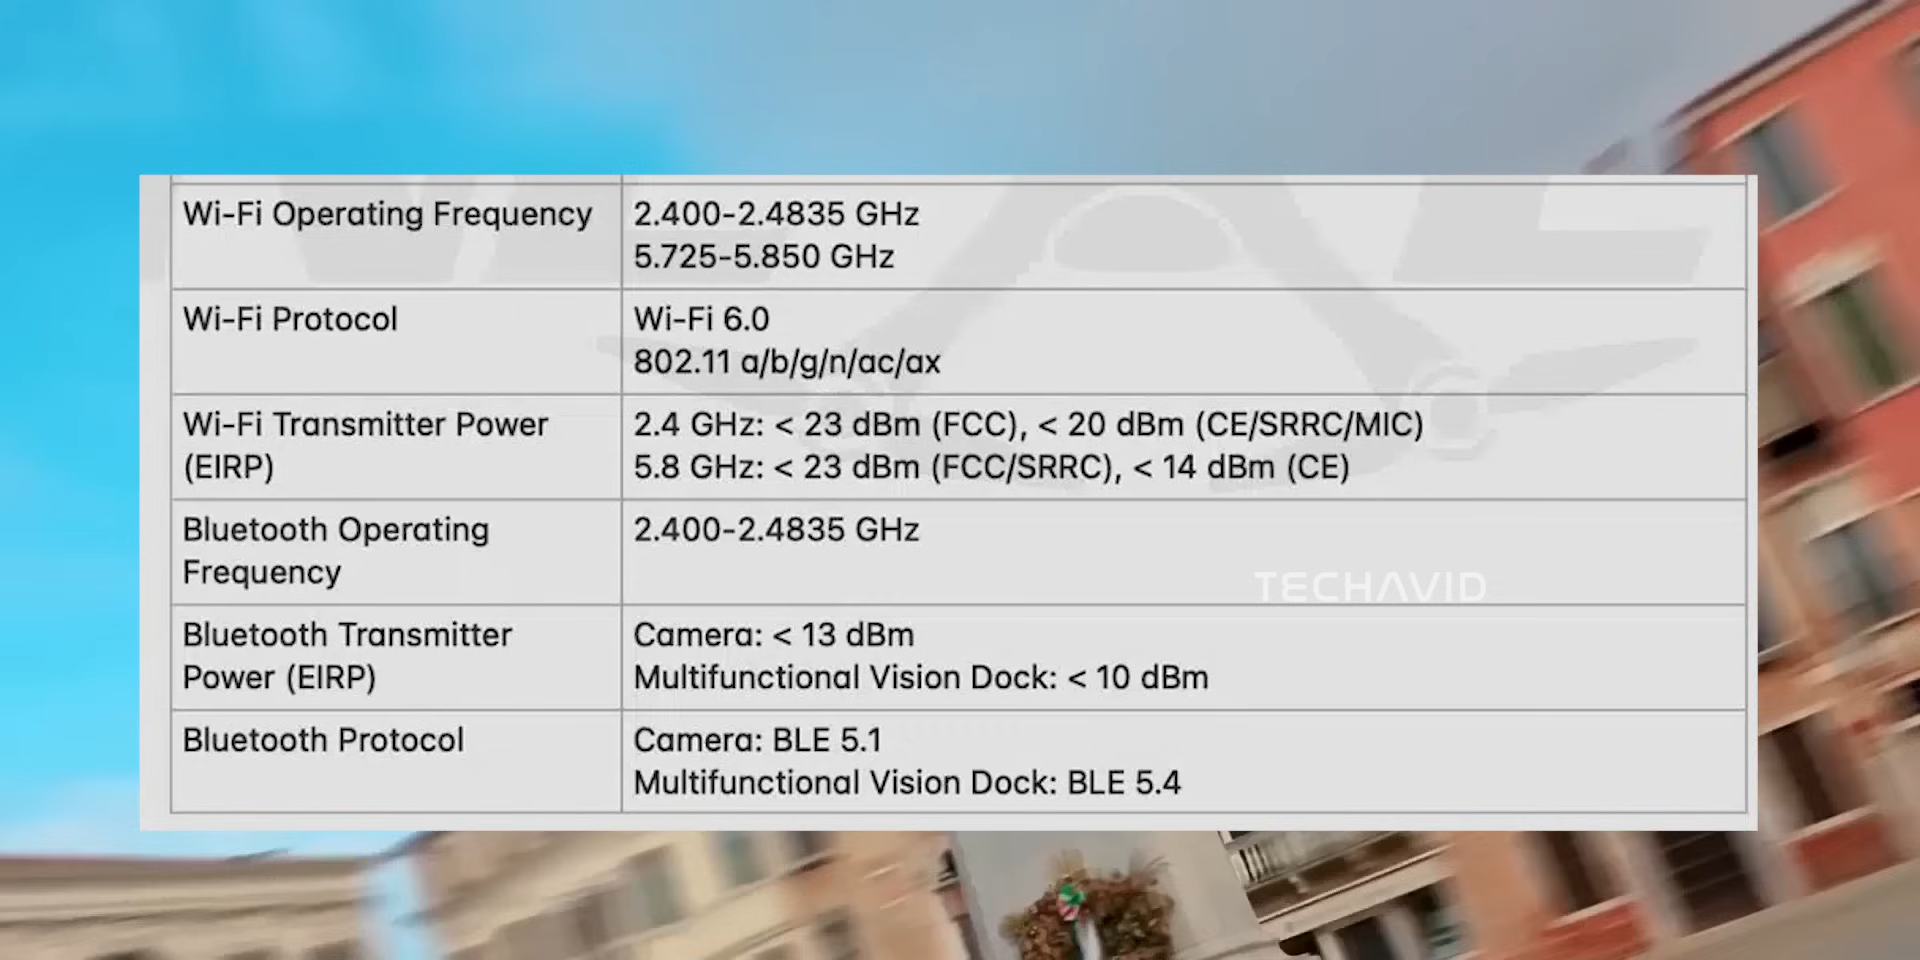 Wi-Fi Operating Frequency
2.400-2.4835 GHz
5.725-5.850 GHz
Wi-Fi Protocol
Wi-Fi 6.0
802.11 a/b/g/n/ac/ax
Wi-Fi Transmitter Power
(EIRP)
2.4 GHz: < 23 dBm (FCC), < 20 dBm (CE/SRRC/MIC)
5.8 GHz: < 23 dBm (FCC/SRRC), < 14 dBm (CE)
Bluetooth Operating
Frequency
2.400-2.4835 GHz
TECHAVID
Bluetooth Transmitter
Power (EIRP)
Camera: < 13 dBm
Multifunctional Vision Dock: < 10 dBm
Bluetooth Protocol
Camera: BLE 5.1
Multifunctional Vision Dock: BLE 5.4